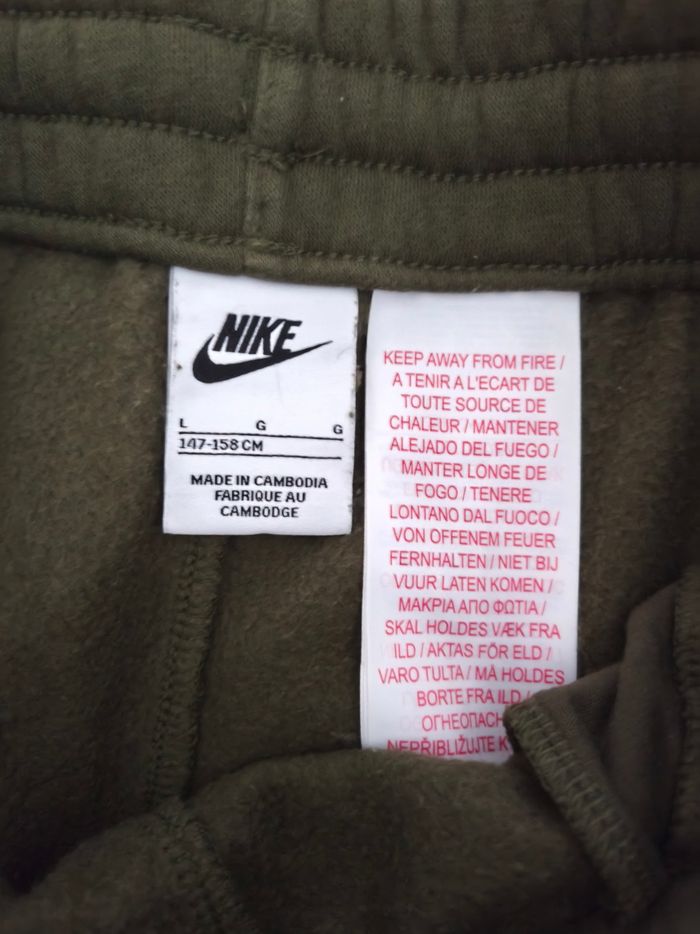 NIKE
L G G
147-158 CM
MADE IN CAMBODIA
FABRIQUE AU
CAMBODGE
KEEP AWAY FROM FIRE /
A TENIR A L'ECART DE
TOUTE SOURCE DE
CHALEUR / MANTENER
ALEJADO DEL FUEGO /
MANTER LONGE DE
FOGO / TENERE
LONTANO DAL FUOCO /
VON OFFENEM FEUER
FERNHALTEN / NIET BIJ
VUUR LATEN KOMEN /
ΜΑΚΡΙΑ ΑΠΟ ΦΩΤΙΑ /
SKAL HOLDES VÆK FRA
ILD / AKTAS FÖR ELD /
VARO TULTA / MÅ HOLDES
BORTE FRA ILD /
NEPŘIBLIŽUJTE